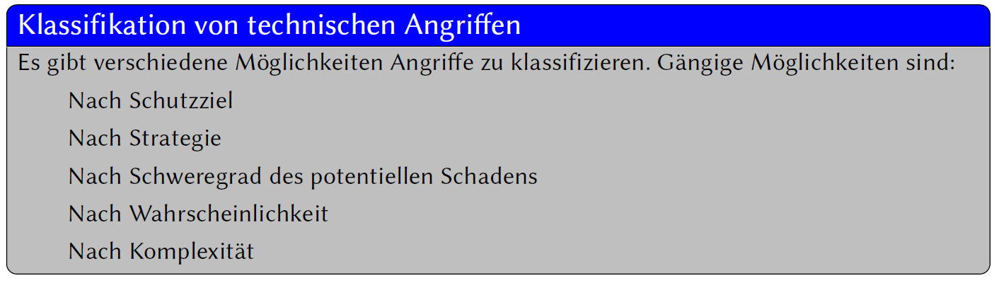 Klassifikation von technischen Angriffen
Es gibt verschiedene Möglichkeiten Angriffe zu klassifizieren. Gängige Möglichkeiten sind:
Nach Schutzziel
Nach Strategie
Nach Schweregrad des potentiellen Schadens
Nach Wahrscheinlichkeit
Nach Komplexität